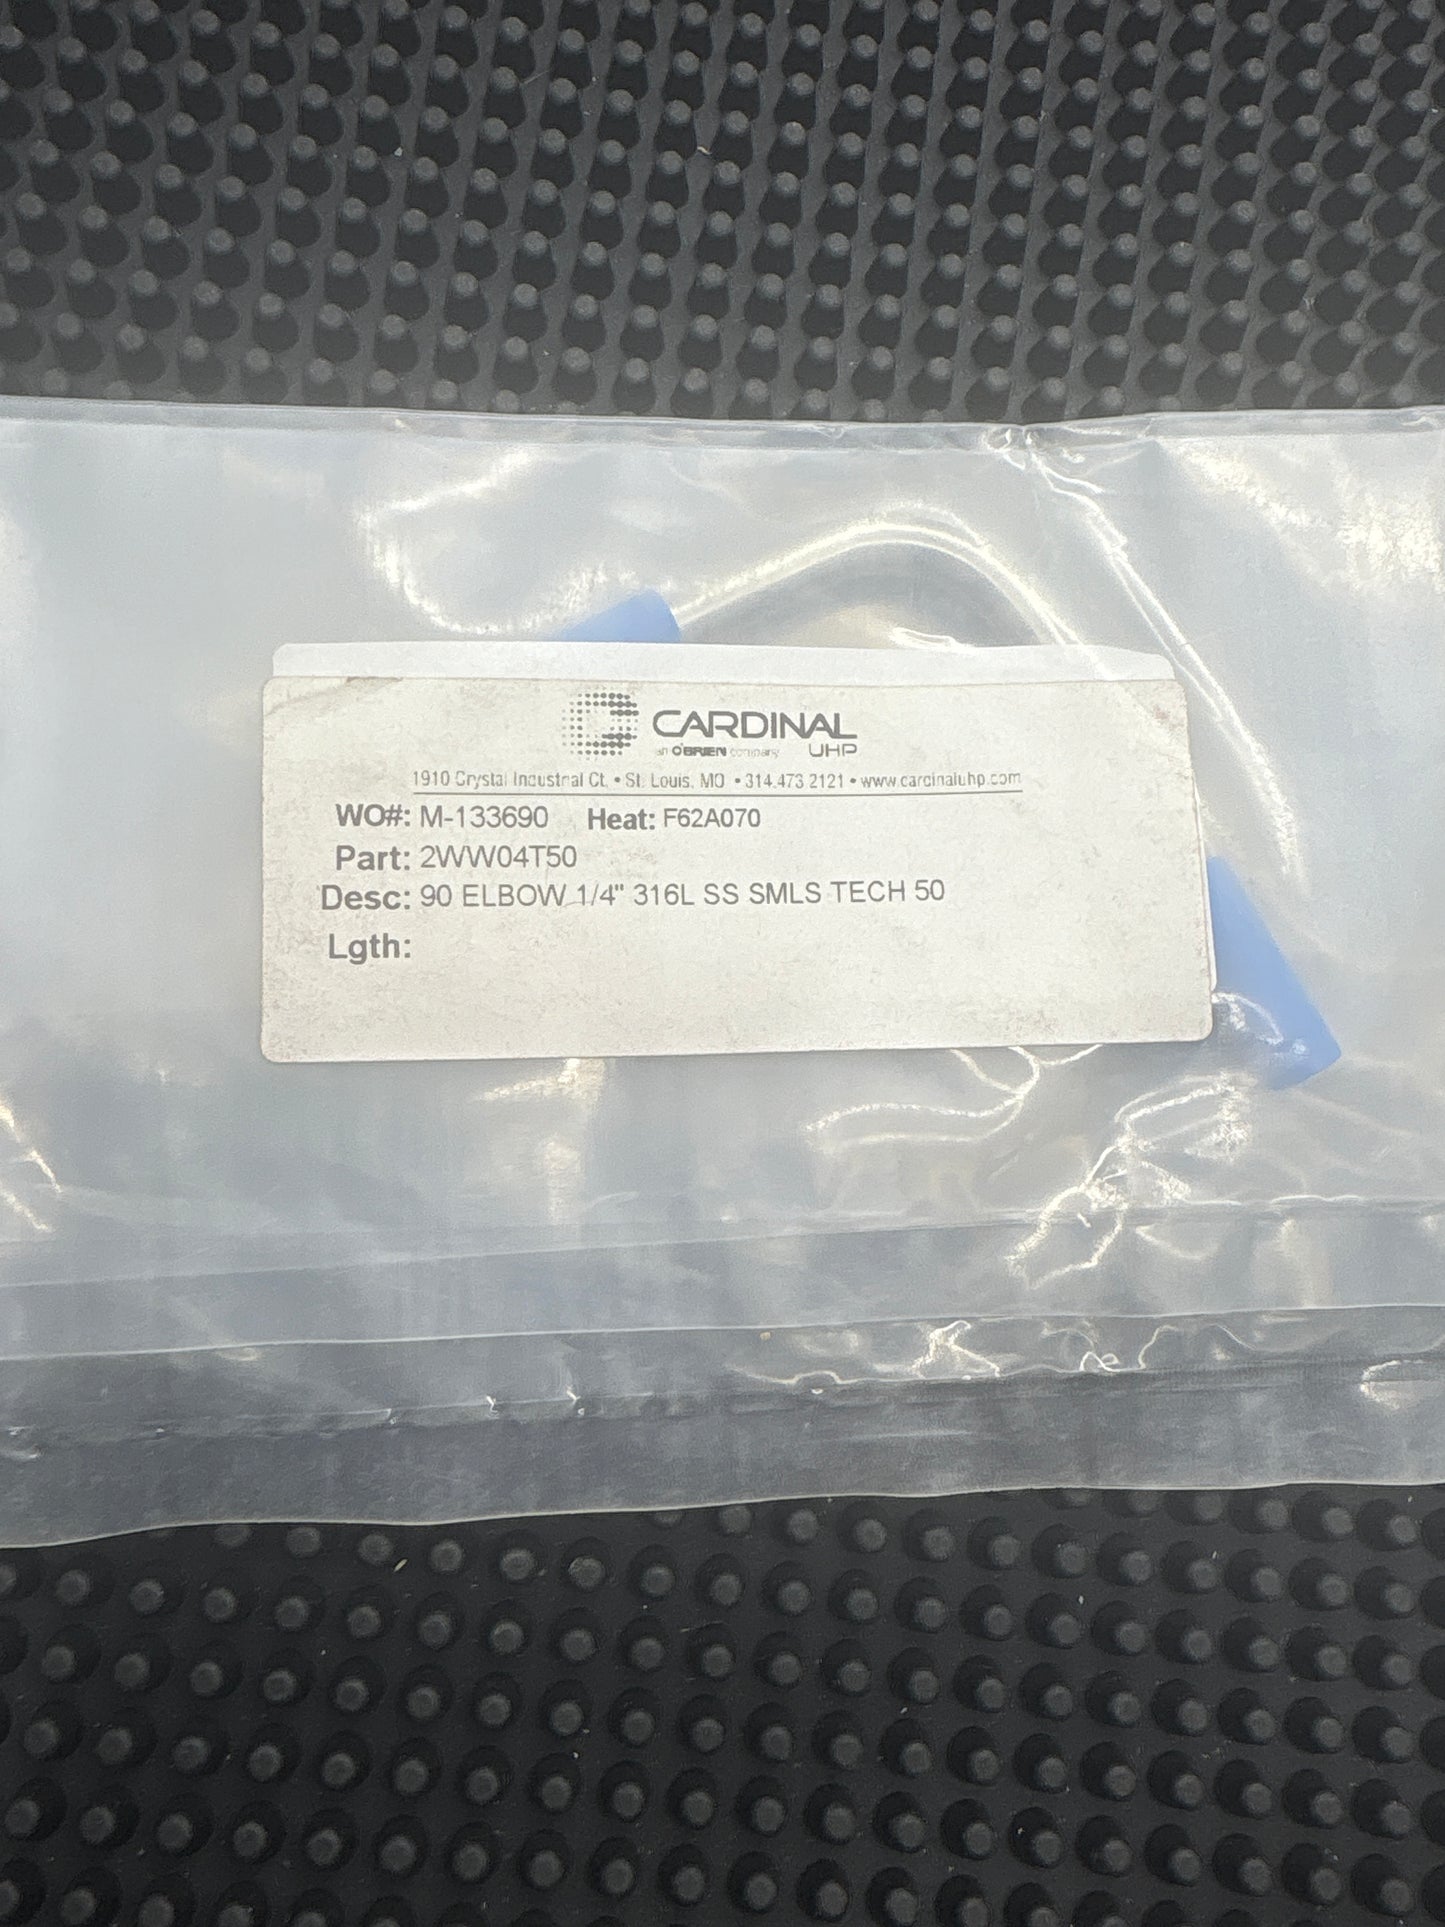 CARDINAL
an O'BRIEN company UHP
1910 Crystal Industrial Ct. • St. Louis, MO • 314.473.2121 • www.cardinaluhp.com
WO#: M-133690 Heat: F62A070
Part: 2WW04T50
Desc: 90 ELBOW 1/4" 316L SS SMLS TECH 50
Lgth: